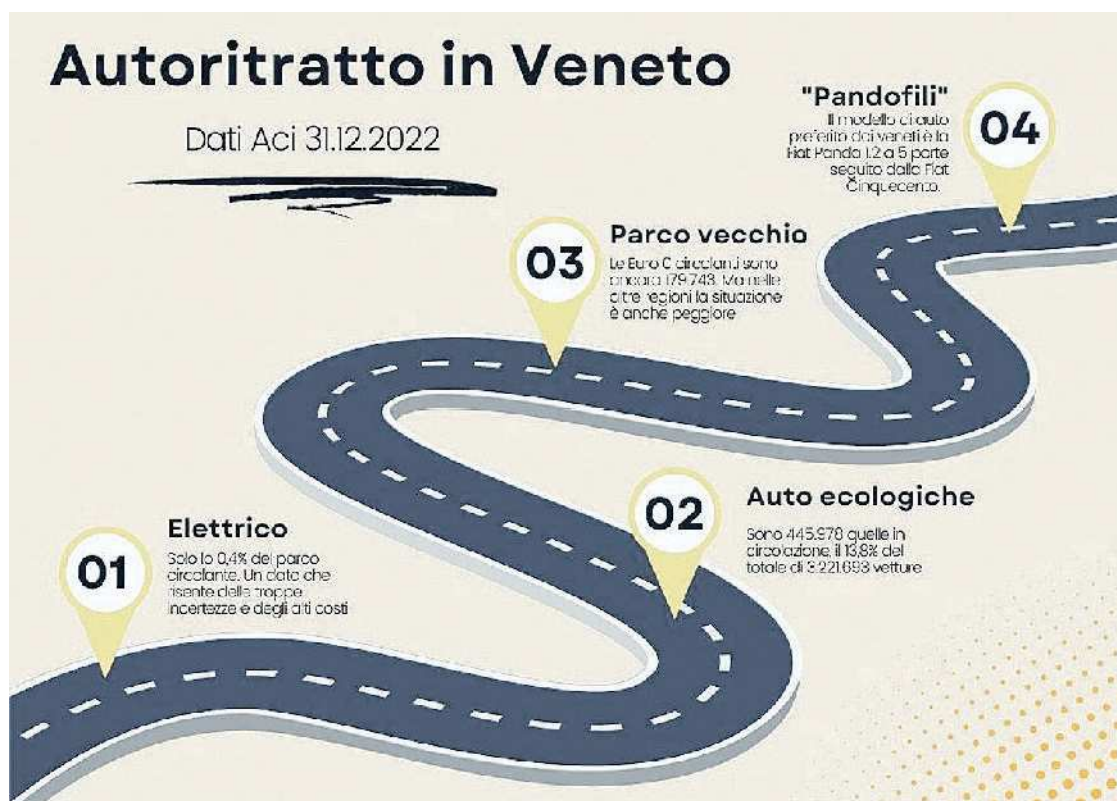 Autoritratto in Veneto
Dati Aci 31.12.2022
01
Elettrico
Solo lo 0,4% del parco
circolante. Un dato che
risente delle troppe
incertezze e degli alti costi
02
Auto ecologiche
Sono 445.978 quelle in
circolazione, il 13,8% del
totale di 3.221.693 vetture
03
Parco vecchio
Le Euro 0 circolanti sono
ancora 179.743. Ma nelle
altre regioni la situazione
è anche peggiore
04
"Pandofili"
Il modello di auto
preferito dai veneti è la
Fiat Panda 1.2 a 5 porte
seguito dalla Fiat
Cinquecento.